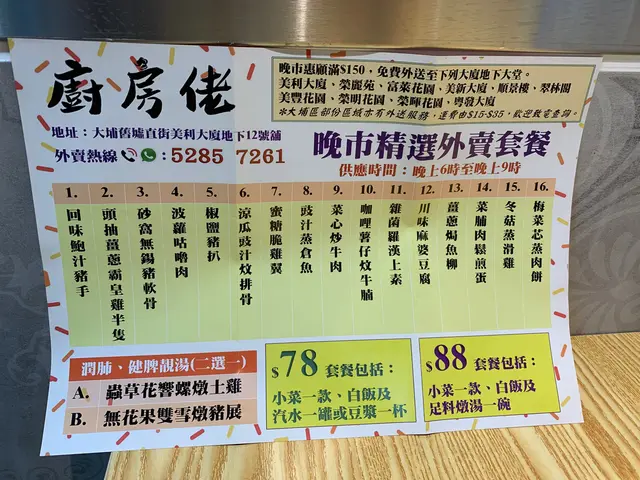 廚房佬
地址：大埔舊墟直街美利大廈地下12號舖
外賣熱線：5285 7261
晚市惠顧滿$150，免費外送至下列大廈地下大堂。
美利大廈、榮麗苑、富萊花園、美新大廈、順景樓、翠林閣
美豐花園、榮明花園、榮暉花園、粵發大廈
*大埔區部份區域亦有外送服務，運費由$15-$35，歡迎致電查詢。
晚市精選外賣套餐
供應時間：晚上6時至晚上9時
1. 回味鮑汁豬手
2. 頭抽薑蔥霸皇雞半隻
3. 砂窩無錫豬軟骨
4. 波蘿咕嚕肉
5. 椒鹽豬扒
6. 涼瓜豉汁炆排骨
7. 蜜糖脆雞翼
8. 豉汁蒸倉魚
9. 菜心炒牛肉
10. 咖哩薯仔炆牛腩
11. 雜菌羅漢上素
12. 川味麻婆豆腐
13. 薑蔥焗魚柳
14. 菜脯肉鬆煎蛋
15. 冬菇蒸滑雞
16. 梅菜芯蒸肉餅
潤肺、健脾靚湯(二選一)
A. 蟲草花響螺燉土雞
B. 無花果雙雪燉豬展
$78 套餐包括：
小菜一款、白飯及
汽水一罐或豆漿一杯
$88 套餐包括：
小菜一款、白飯及
足料燉湯一碗